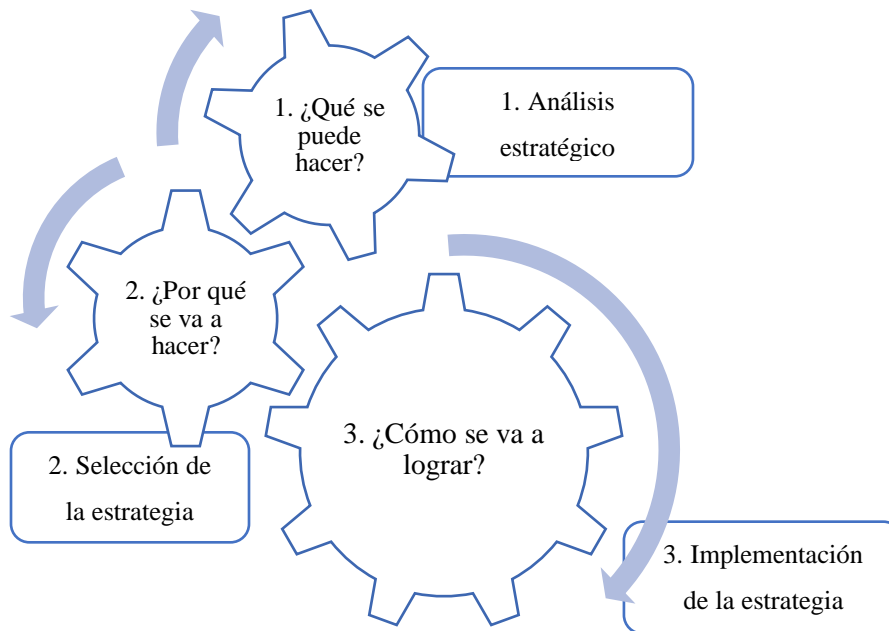 1. ¿Qué se
puede
hacer?
1. Análisis
estratégico
2. ¿Por qué
se va a
hacer?
2. Selección de
la estrategia
3. ¿Cómo se va a
lograr?
3. Implementación
de la estrategia